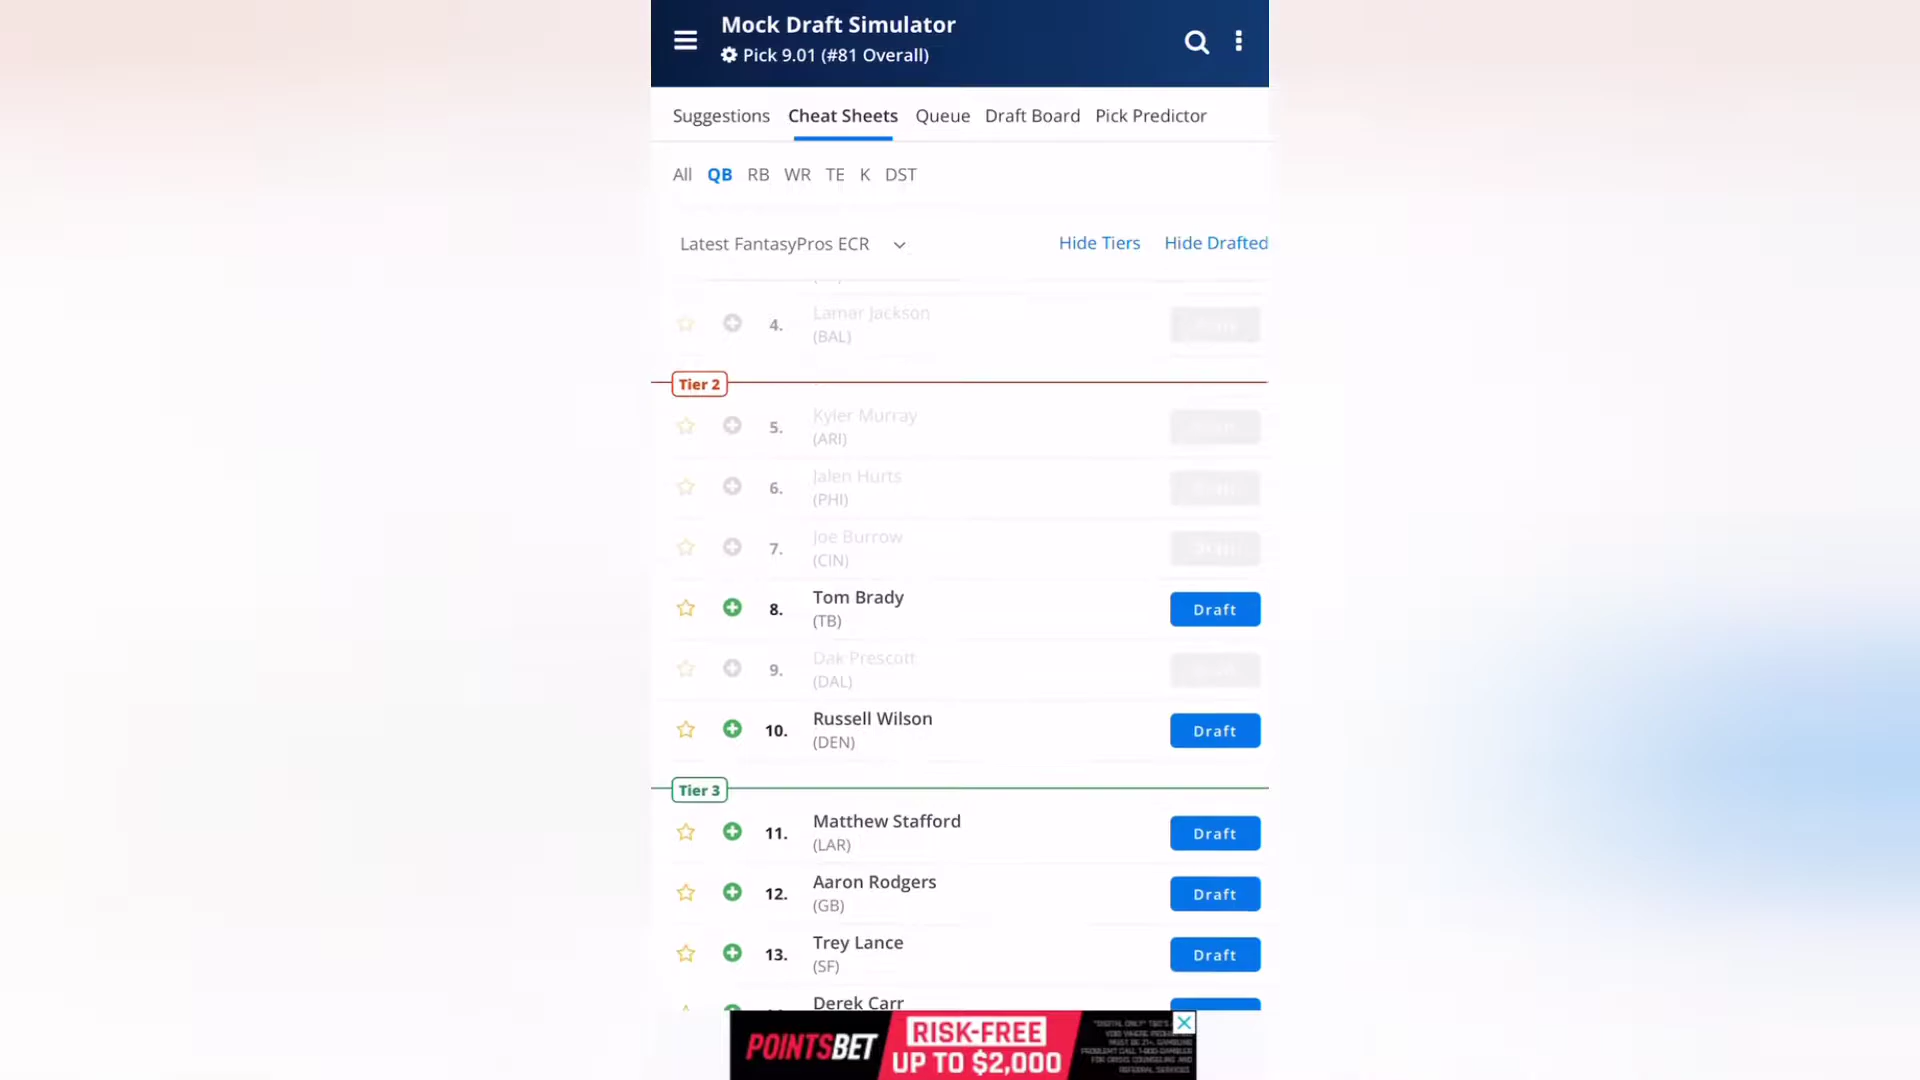 Mock Draft Simulator
Pick 9.01 (#81 Overall)
Suggestions Cheat Sheets Queue Draft Board Pick Predictor
All QB RB WR TE K DST
Latest FantasyPros ECR Hide Tiers Hide Drafted
4. Lamar Jackson
(BAL)
Tier 2
5. Kyler Murray
(ARI)
6. Jalen Hurts
(PHI)
7. Joe Burrow
(CIN)
8. Tom Brady Draft
(TB)
9. Dak Prescott
(DAL)
10. Russell Wilson Draft
(DEN)
Tier 3
11. Matthew Stafford Draft
(LAR)
12. Aaron Rodgers Draft
(GB)
13. Trey Lance Draft
(SF)
Derek Carr
POINTSBET RISK-FREE
UP TO $2,000